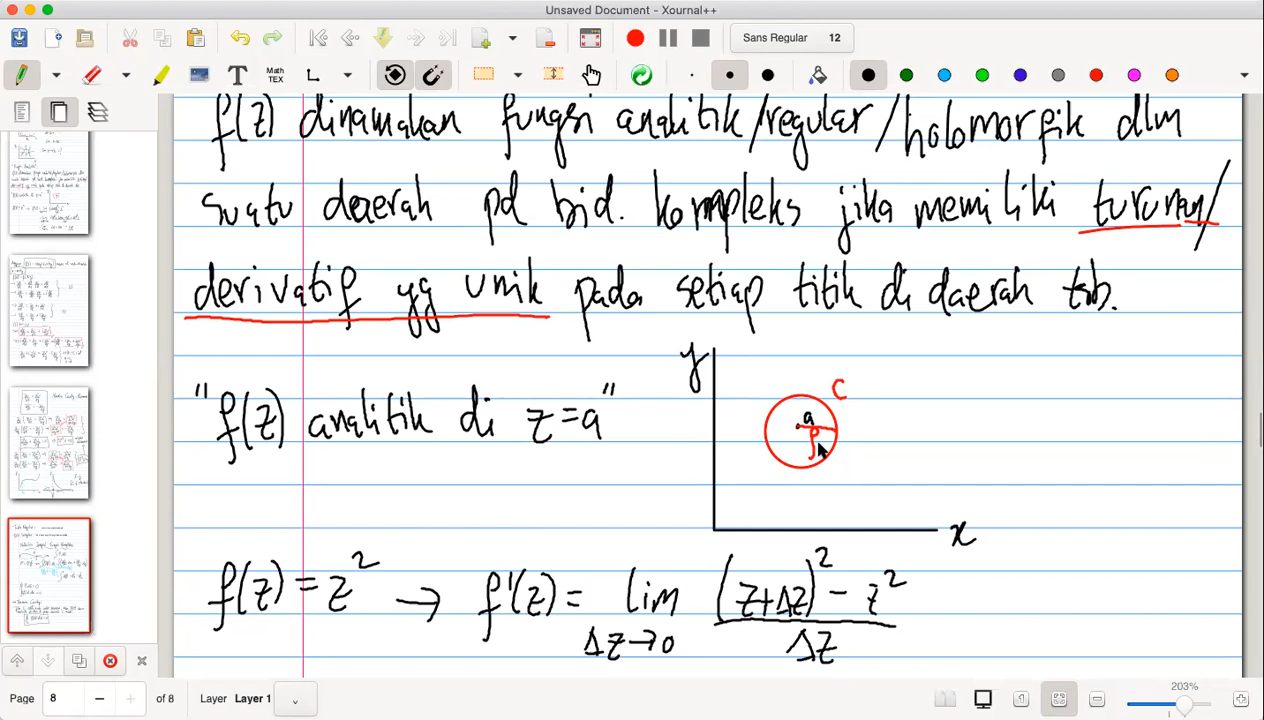 Unsaved Document - Xournal++
Sans Regular 12
Math
TEX
f(z) dinamakan fungsi analitik/regular/holomorfik dlm
suatu daerah pd bid. kompleks jika memiliki turunan/
derivatif yg unik pada setiap titik di daerah tsb.
"f(z) analitik di z=a"
y
C
a
ρ
x
f(z) = z² → f'(z) = lim Δz→0 ((z+Δz)² - z²)/Δz
Page 8 of 8 Layer Layer 1
203%